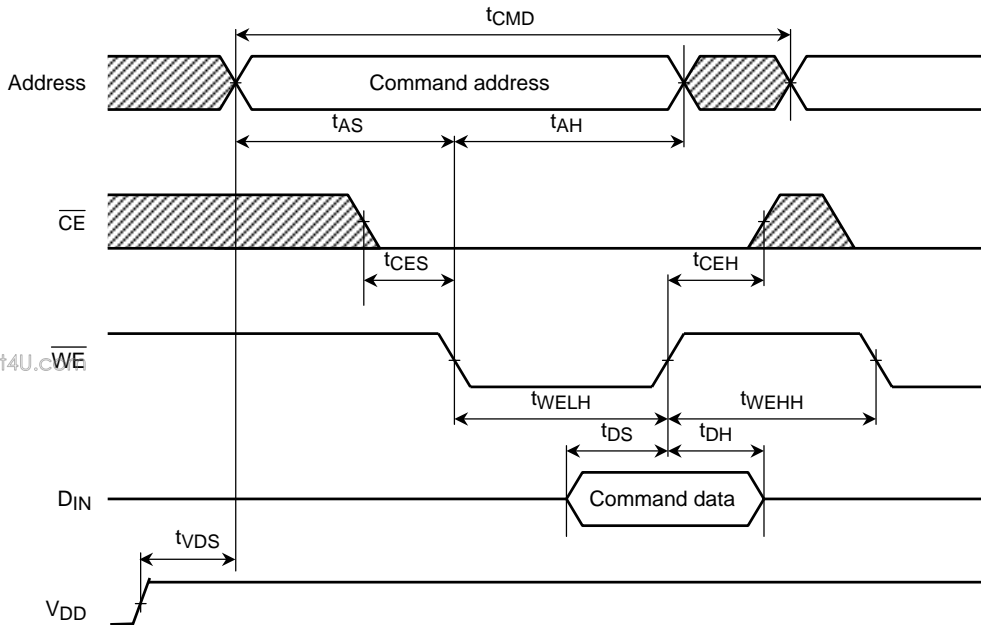 tCMD
Address
Command address
tAS
tAH
CE
tCES
tCEH
t4U.com
WE
tWELH
tWEHH
tDS
tDH
DIN
Command data
tVDS
VDD